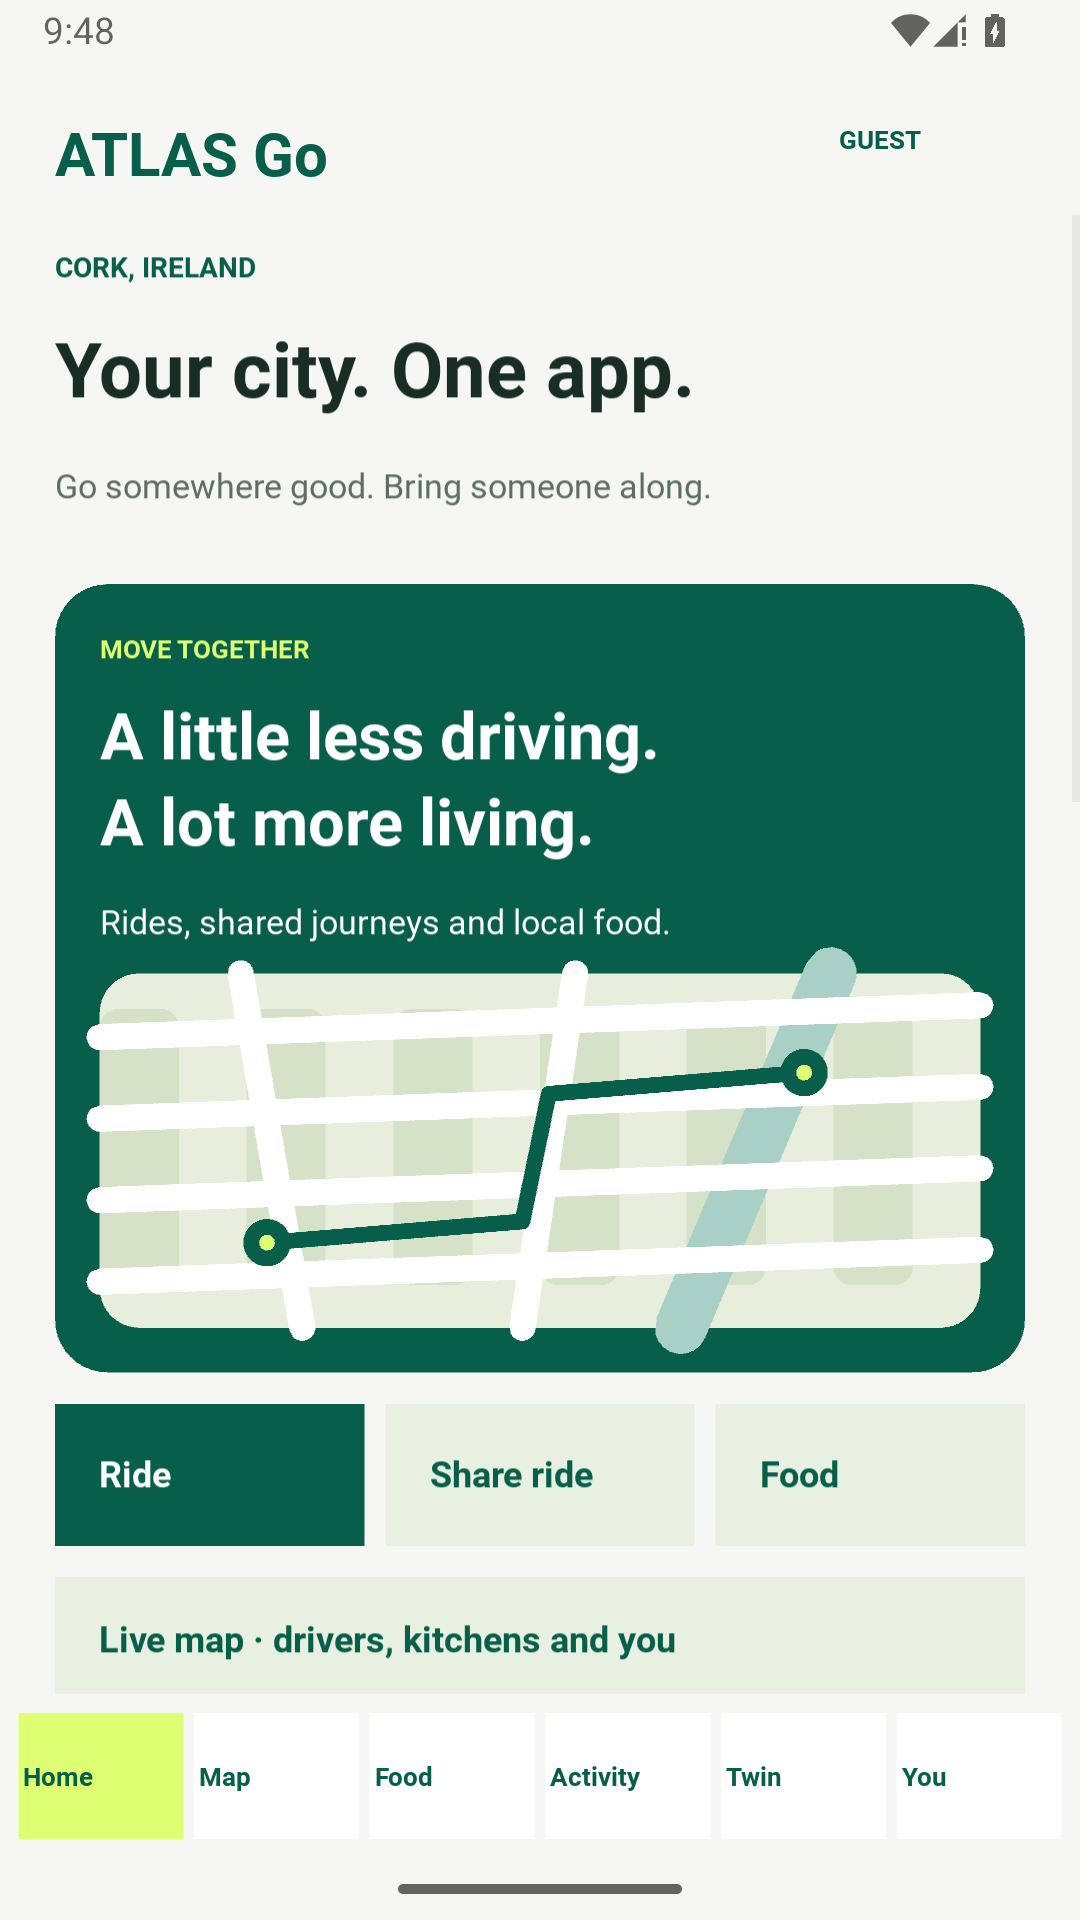 9:48
ATLAS Go
GUEST
CORK, IRELAND
Your city. One app.
Go somewhere good. Bring someone along.
MOVE TOGETHER
A little less driving.
A lot more living.
Rides, shared journeys and local food.
Ride
Share ride
Food
Live map · drivers, kitchens and you
Home
Map
Food
Activity
Twin
You